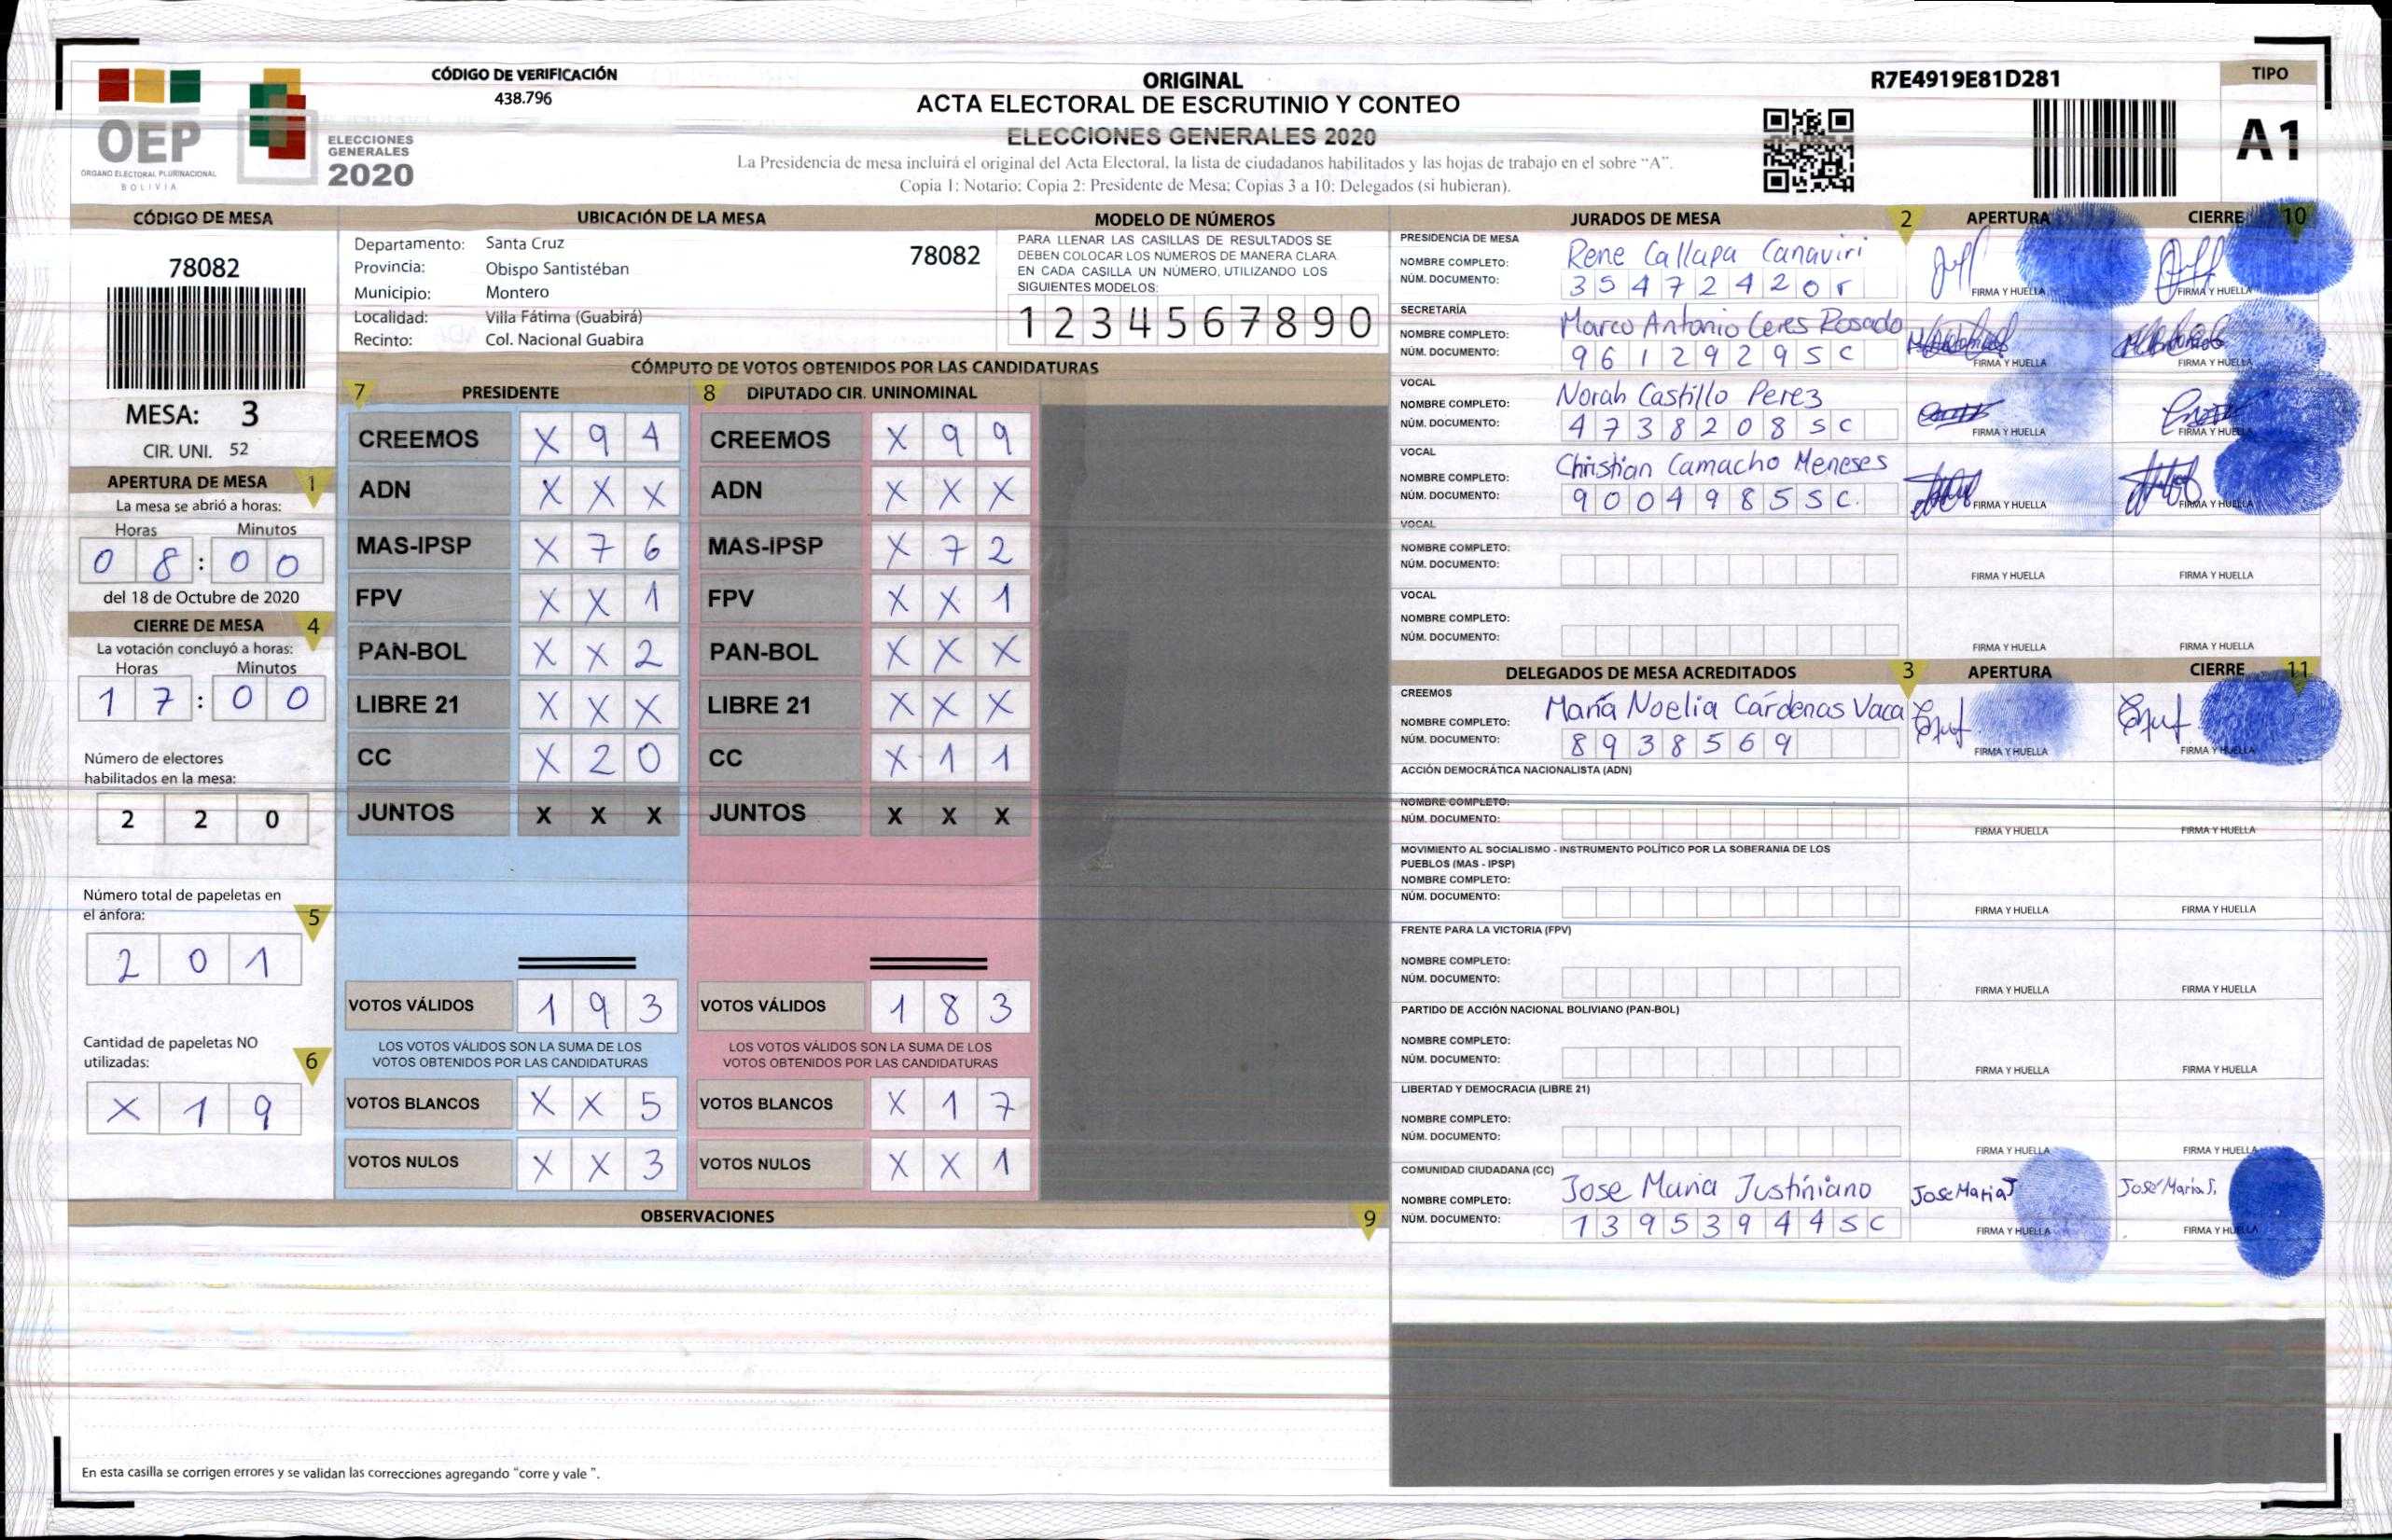 CÓDIGO DE VERIFICACIÓN
438.796
ORIGINAL
ACTA ELECTORAL DE ESCRUTINIO Y CONTEO
ELECCIONES GENERALES 2020
La Presidencia de mesa incluirá el original del Acta Electoral, la lista de ciudadanos habilitados y las hojas de trabajo en el sobre "A".
Copia 1: Notario; Copia 2: Presidente de Mesa; Copias 3 a 10: Delegados (si hubieran).
R7E4919E81D281
TIPO
A1
OEP
ÓRGANO ELECTORAL PLURINACIONAL
BOLIVIA
ELECCIONES
GENERALES
2020
CÓDIGO DE MESA
78082
MESA: 3
CIR. UNI. 52
APERTURA DE MESA 1
La mesa se abrió a horas:
Horas Minutos
0 8 : 0 0
del 18 de Octubre de 2020
CIERRE DE MESA 4
La votación concluyó a horas:
Horas Minutos
1 7 : 0 0
Número de electores
habilitados en la mesa:
2 2 0
Número total de papeletas en
el ánfora: 5
2 0 1
Cantidad de papeletas NO
utilizadas: 6
X 1 9
UBICACIÓN DE LA MESA
Departamento: Santa Cruz 78082
Provincia: Obispo Santistéban
Municipio: Montero
Localidad: Villa Fátima (Guabirá)
Recinto: Col. Nacional Guabira
MODELO DE NÚMEROS
PARA LLENAR LAS CASILLAS DE RESULTADOS SE
DEBEN COLOCAR LOS NÚMEROS DE MANERA CLARA
EN CADA CASILLA UN NÚMERO, UTILIZANDO LOS
SIGUIENTES MODELOS:
1 2 3 4 5 6 7 8 9 0
CÓMPUTO DE VOTOS OBTENIDOS POR LAS CANDIDATURAS
7 PRESIDENTE 8 DIPUTADO CIR. UNINOMINAL
CREEMOS X 9 4 CREEMOS X 9 9
ADN X X X ADN X X X
MAS-IPSP X 7 6 MAS-IPSP X 7 2
FPV X X 1 FPV X X 1
PAN-BOL X X 2 PAN-BOL X X X
LIBRE 21 X X X LIBRE 21 X X X
CC X 2 0 CC X 1 1
JUNTOS X X X JUNTOS X X X
VOTOS VÁLIDOS 1 9 3 VOTOS VÁLIDOS 1 8 3
LOS VOTOS VÁLIDOS SON LA SUMA DE LOS LOS VOTOS VÁLIDOS SON LA SUMA DE LOS
VOTOS OBTENIDOS POR LAS CANDIDATURAS VOTOS OBTENIDOS POR LAS CANDIDATURAS
VOTOS BLANCOS X X 5 VOTOS BLANCOS X 1 7
VOTOS NULOS X X 3 VOTOS NULOS X X 1
OBSERVACIONES 9
En esta casilla se corrigen errores y se validan las correcciones agregando "corre y vale".
JURADOS DE MESA 2 APERTURA CIERRE 10
PRESIDENCIA DE MESA
NOMBRE COMPLETO: Rene Callapa Canaviri
NÚM. DOCUMENTO: 3 5 4 7 2 4 2 0 r
FIRMA Y HUELLA FIRMA Y HUELLA
SECRETARÍA
NOMBRE COMPLETO: Marco Antonio Ceres Rosado
NÚM. DOCUMENTO: 9 6 1 2 9 2 9 S C
FIRMA Y HUELLA FIRMA Y HUELLA
VOCAL
NOMBRE COMPLETO: Norah Castillo Perez
NÚM. DOCUMENTO: 4 7 3 8 2 0 8 S C
FIRMA Y HUELLA FIRMA Y HUELLA
VOCAL
NOMBRE COMPLETO: Christian Camacho Meneses
NÚM. DOCUMENTO: 9 0 0 4 9 8 5 S C.
FIRMA Y HUELLA FIRMA Y HUELLA
VOCAL
NOMBRE COMPLETO:
NÚM. DOCUMENTO:
FIRMA Y HUELLA FIRMA Y HUELLA
VOCAL
NOMBRE COMPLETO:
NÚM. DOCUMENTO:
FIRMA Y HUELLA FIRMA Y HUELLA
DELEGADOS DE MESA ACREDITADOS 3 APERTURA CIERRE 11
CREEMOS
NOMBRE COMPLETO: María Noelia Cárdenas Vaca
NÚM. DOCUMENTO: 8 9 3 8 5 6 9
FIRMA Y HUELLA FIRMA Y HUELLA
ACCIÓN DEMOCRÁTICA NACIONALISTA (ADN)
NOMBRE COMPLETO:
NÚM. DOCUMENTO:
FIRMA Y HUELLA FIRMA Y HUELLA
MOVIMIENTO AL SOCIALISMO - INSTRUMENTO POLÍTICO POR LA SOBERANIA DE LOS
PUEBLOS (MAS - IPSP)
NOMBRE COMPLETO:
NÚM. DOCUMENTO:
FIRMA Y HUELLA FIRMA Y HUELLA
FRENTE PARA LA VICTORIA (FPV)
NOMBRE COMPLETO:
NÚM. DOCUMENTO:
FIRMA Y HUELLA FIRMA Y HUELLA
PARTIDO DE ACCIÓN NACIONAL BOLIVIANO (PAN-BOL)
NOMBRE COMPLETO:
NÚM. DOCUMENTO:
FIRMA Y HUELLA FIRMA Y HUELLA
LIBERTAD Y DEMOCRACIA (LIBRE 21)
NOMBRE COMPLETO:
NÚM. DOCUMENTO:
FIRMA Y HUELLA FIRMA Y HUELLA
COMUNIDAD CIUDADANA (CC)
NOMBRE COMPLETO: Jose Maria Justiniano Jose Maria J José Maria J.
NÚM. DOCUMENTO: 1 3 9 5 3 9 4 4 S C
FIRMA Y HUELLA FIRMA Y HUELLA